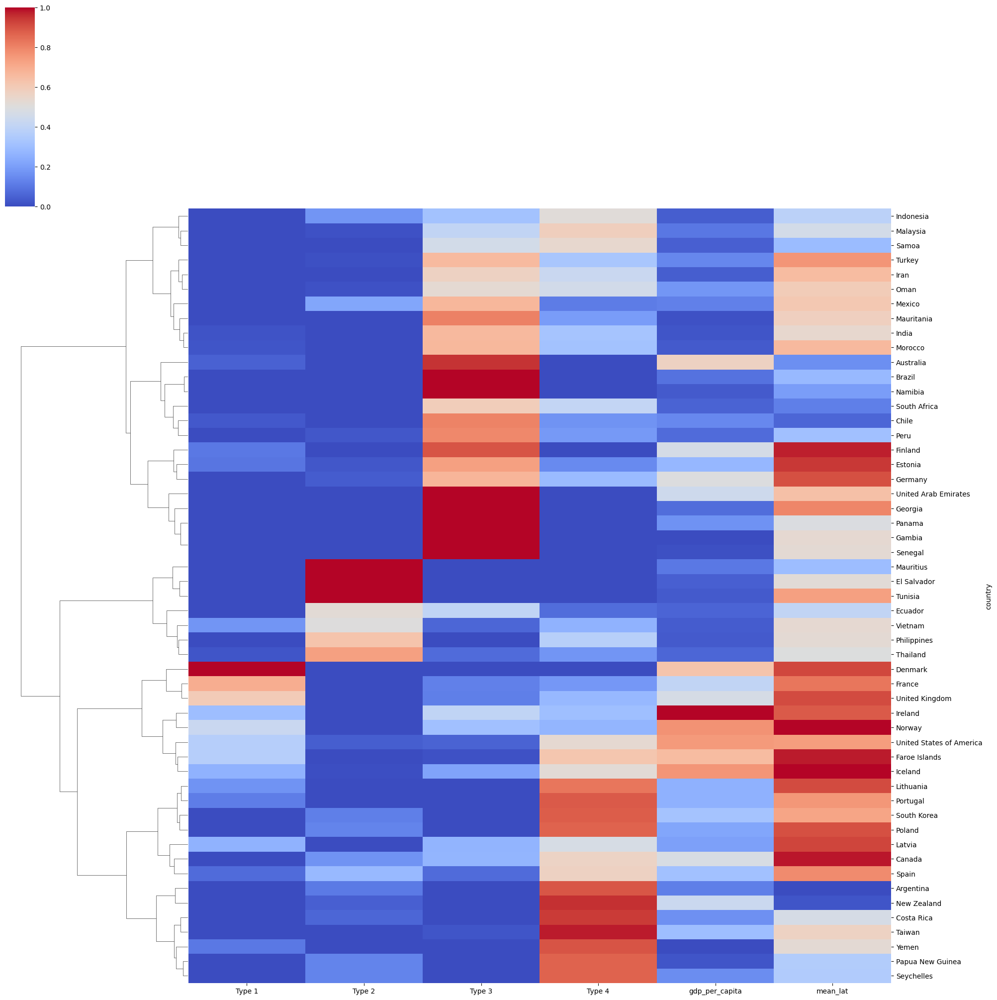 1.0
0.8
0.6
0.4
0.2
0.0
Indonesia
Malaysia
Samoa
Turkey
Iran
Oman
Mexico
Mauritania
India
Morocco
Australia
Brazil
Namibia
South Africa
Chile
Peru
Finland
Estonia
Germany
United Arab Emirates
Georgia
Panama
Gambia
Senegal
Mauritius
El Salvador
Tunisia
Ecuador
Vietnam
Philippines
Thailand
Denmark
France
United Kingdom
Ireland
Norway
United States of America
Faroe Islands
Iceland
Lithuania
Portugal
South Korea
Poland
Latvia
Canada
Spain
Argentina
New Zealand
Costa Rica
Taiwan
Yemen
Papua New Guinea
Seychelles
country
Type 1 Type 2 Type 3 Type 4 gdp_per_capita mean_lat